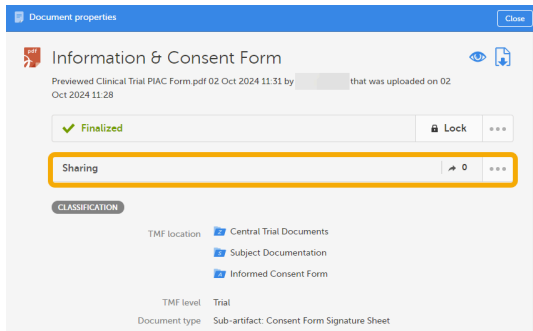 Document properties
Close
pdf
Information & Consent Form
Previewed Clinical Trial PIAC Form.pdf 02 Oct 2024 11:31 by that was uploaded on 02
Oct 2024 11:28
Finalized
Lock
Sharing
0
CLASSIFICATION
TMF location
Z Central Trial Documents
Subject Documentation
A Informed Consent Form
TMF level Trial
Document type Sub-artifact: Consent Form Signature Sheet